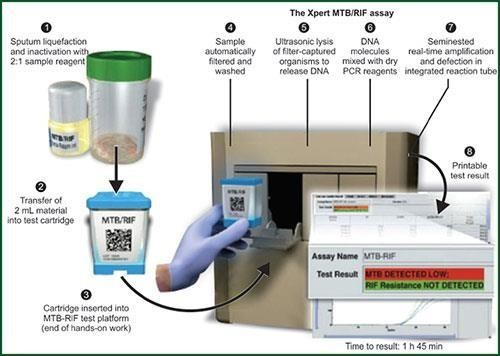 The Xpert MTB/RIF assay
1
Sputum liquefaction
and inactivation with
2:1 sample reagent
MTB/RIF
2
Transfer of
2 mL material
into test cartridge
MTB/RIF
3
Cartridge inserted into
MTB-RIF test platform
(end of hands-on work)
4
Sample
automatically
filtered and
washed
5
Ultrasonic lysis
of filter-captured
organisms to
release DNA
6
DNA
molecules
mixed with dry
PCR reagents
7
Seminested
real-time amplification
and defection in
integrated reaction tube
8
Printable
test result
MTB/RIF
Assay Name MTB-RIF
Test Result MTB DETECTED LOW;
RIF Resistance NOT DETECTED
Time to result: 1 h 45 min